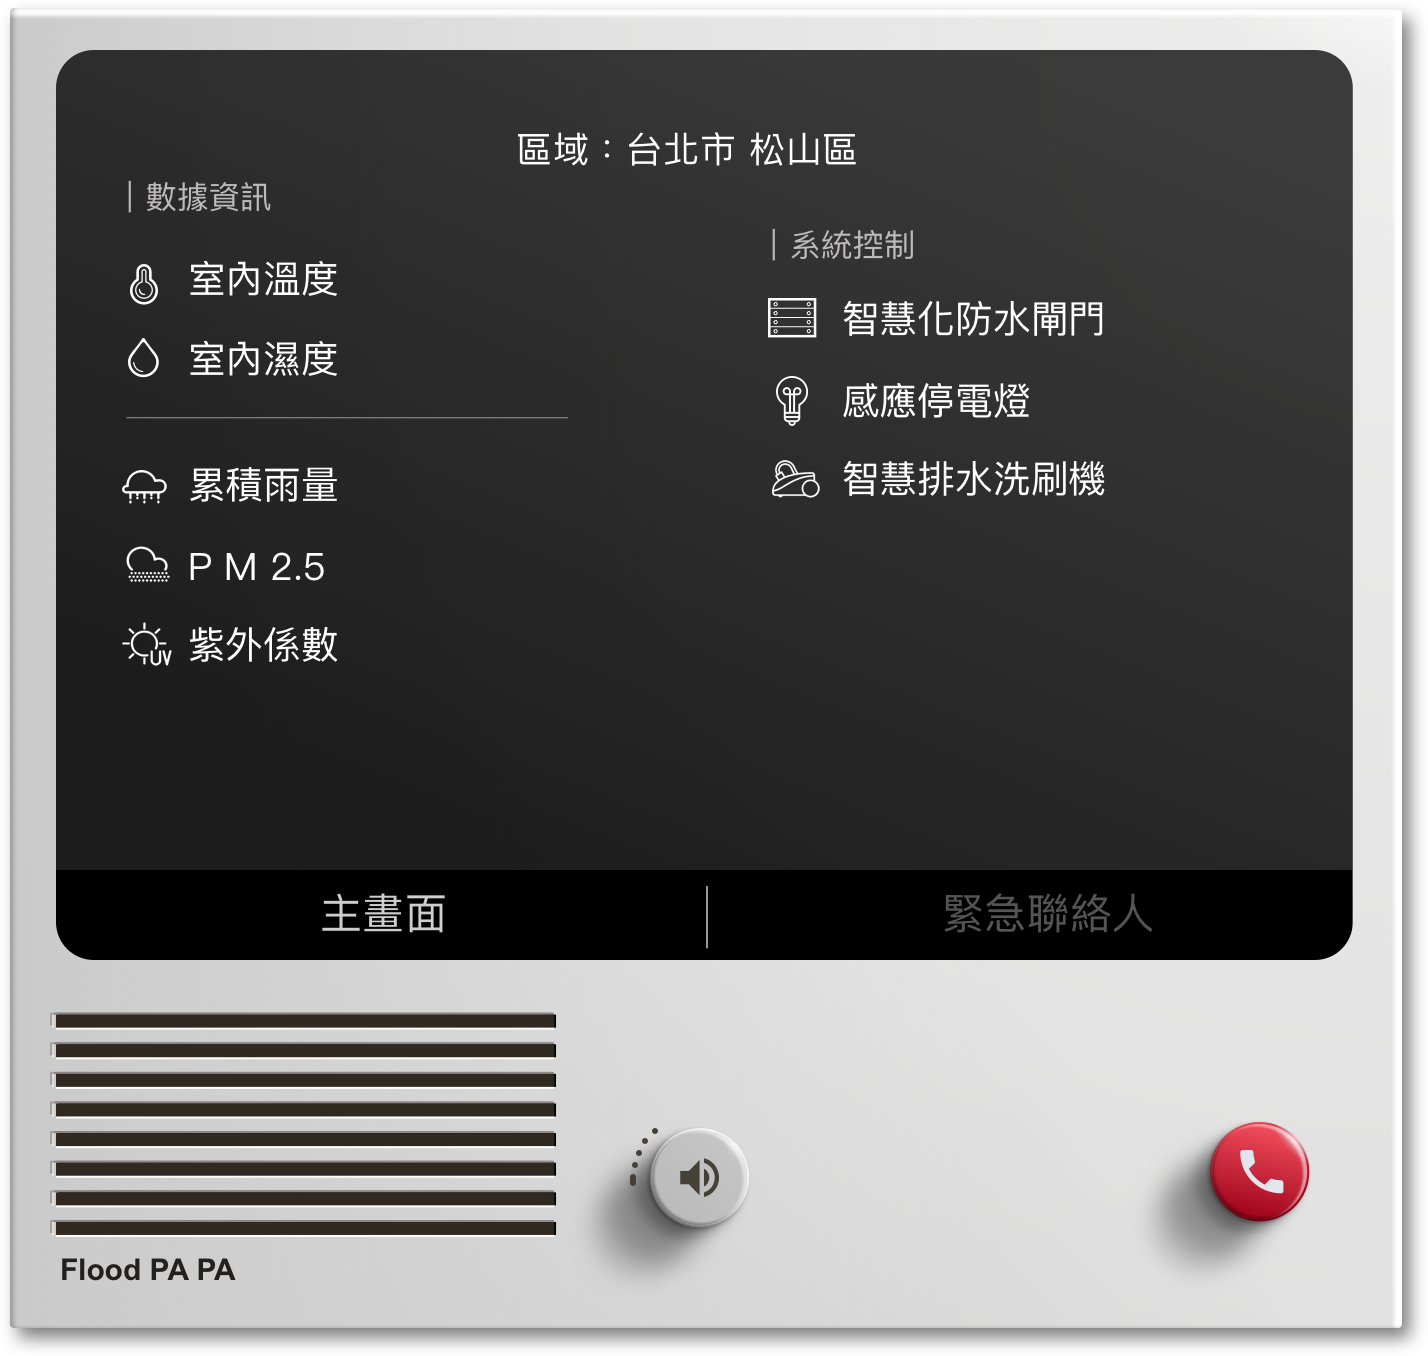 區域：台北市 松山區
數據資訊
室內溫度
室內濕度
累積雨量
P M 2.5
紫外係數
UV
系統控制
智慧化防水閘門
感應停電燈
智慧排水洗刷機
主畫面
緊急聯絡人
Flood PA PA